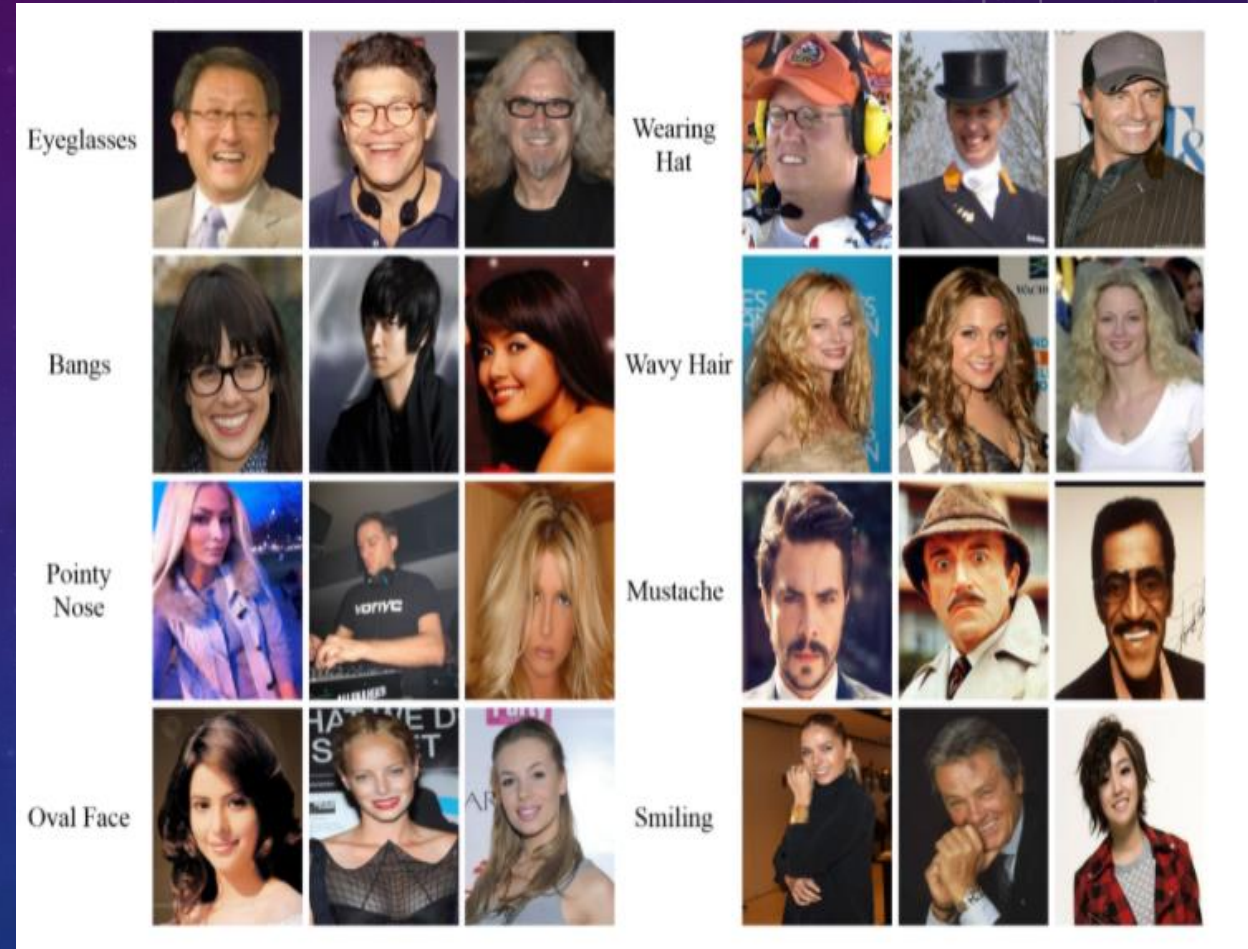 Eyeglasses
Wearing
Hat
Bangs
Wavy Hair
Pointy
Nose
Mustache
Oval Face
Smiling